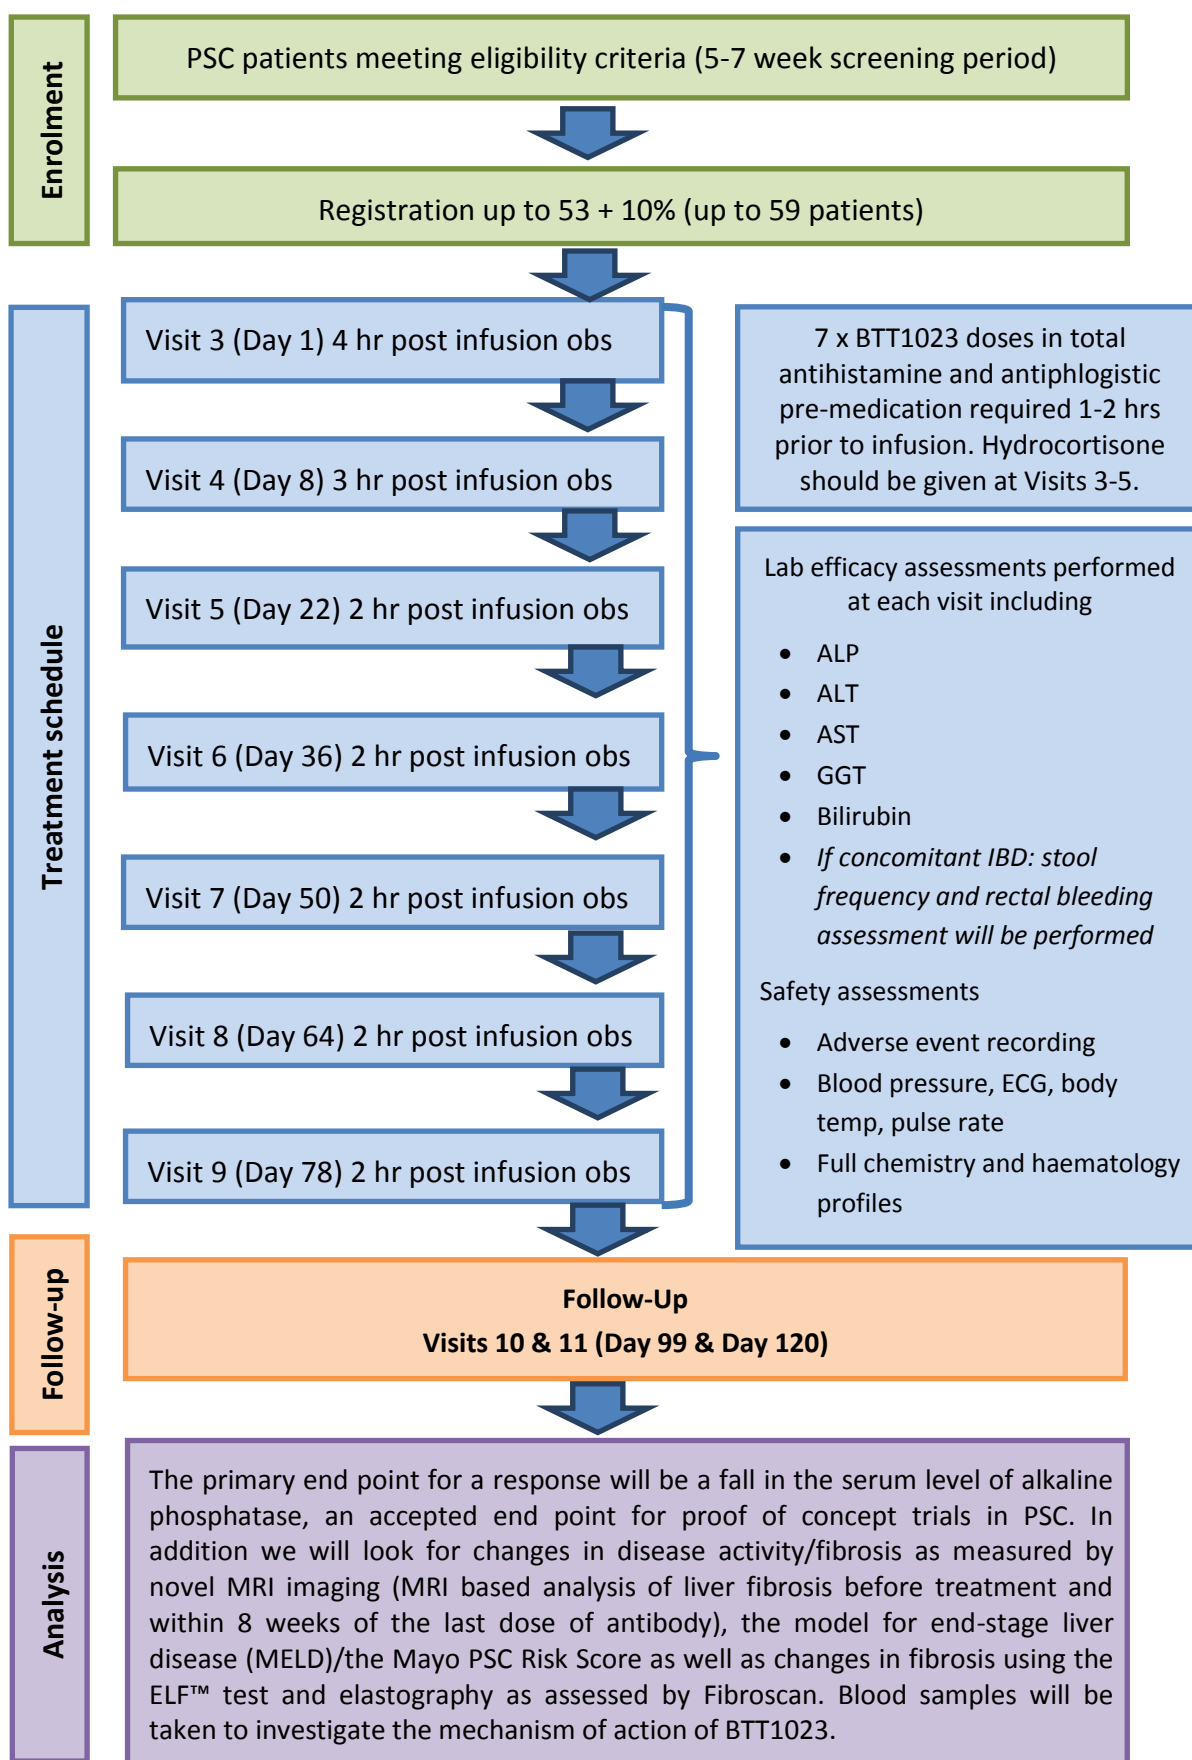 Enrolment
PSC patients meeting eligibility criteria (5-7 week screening period)
Registration up to 53 + 10% (up to 59 patients)
Treatment schedule
Visit 3 (Day 1) 4 hr post infusion obs
Visit 4 (Day 8) 3 hr post infusion obs
Visit 5 (Day 22) 2 hr post infusion obs
Visit 6 (Day 36) 2 hr post infusion obs
Visit 7 (Day 50) 2 hr post infusion obs
Visit 8 (Day 64) 2 hr post infusion obs
Visit 9 (Day 78) 2 hr post infusion obs
7 x BTT1023 doses in total
antihistamine and antiphlogistic
pre-medication required 1-2 hrs
prior to infusion. Hydrocortisone
should be given at Visits 3-5.
Lab efficacy assessments performed
at each visit including
• ALP
• ALT
• AST
• GGT
• Bilirubin
• If concomitant IBD: stool
frequency and rectal bleeding
assessment will be performed
Safety assessments
• Adverse event recording
• Blood pressure, ECG, body
temp, pulse rate
• Full chemistry and haematology
profiles
Follow-up
Follow-Up
Visits 10 & 11 (Day 99 & Day 120)
Analysis
The primary end point for a response will be a fall in the serum level of alkaline
phosphatase, an accepted end point for proof of concept trials in PSC. In
addition we will look for changes in disease activity/fibrosis as measured by
novel MRI imaging (MRI based analysis of liver fibrosis before treatment and
within 8 weeks of the last dose of antibody), the model for end-stage liver
disease (MELD)/the Mayo PSC Risk Score as well as changes in fibrosis using the
ELF™ test and elastography as assessed by Fibroscan. Blood samples will be
taken to investigate the mechanism of action of BTT1023.